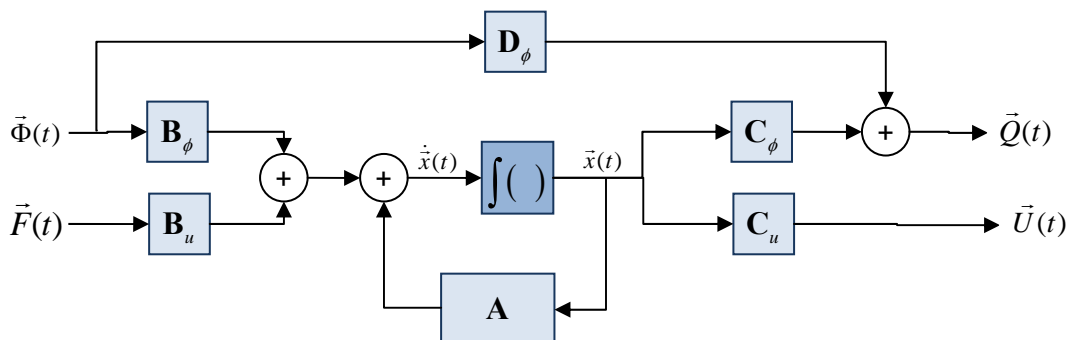 D_ϕ
Φ⃗(t)
B_ϕ
C_ϕ
+
Q⃗(t)
+
+
ẋ⃗(t)
∫( )
x⃗(t)
F⃗(t)
B_u
C_u
U⃗(t)
A